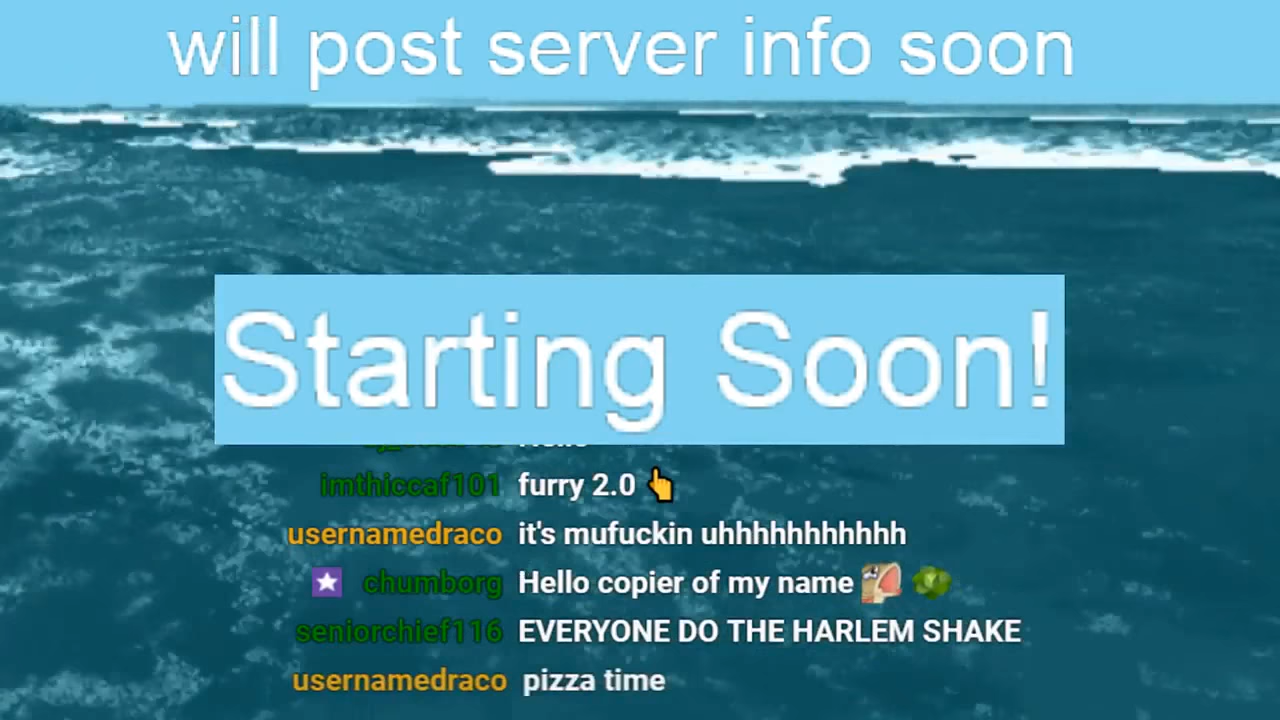 will post server info soon
Starting Soon!
imthiccaf101 furry 2.0 👆
usernamedraco it's mufuckin uhhhhhhhhhhh
chumborg Hello copier of my name
seniorchief116 EVERYONE DO THE HARLEM SHAKE
usernamedraco pizza time